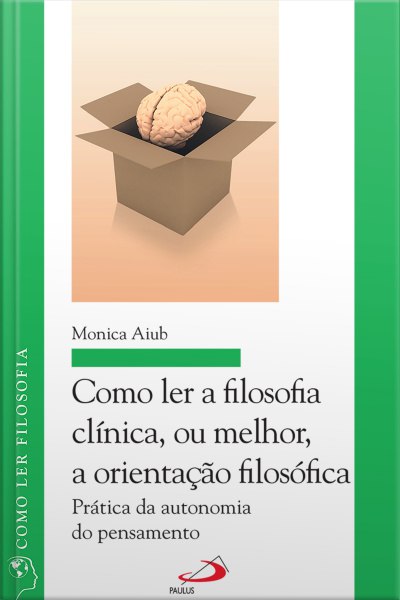 Monica Aiub
Como ler a filosofia
clínica, ou melhor,
a orientação filosófica
Prática da autonomia
do pensamento
PAULUS
COMO LER FILOSOFIA